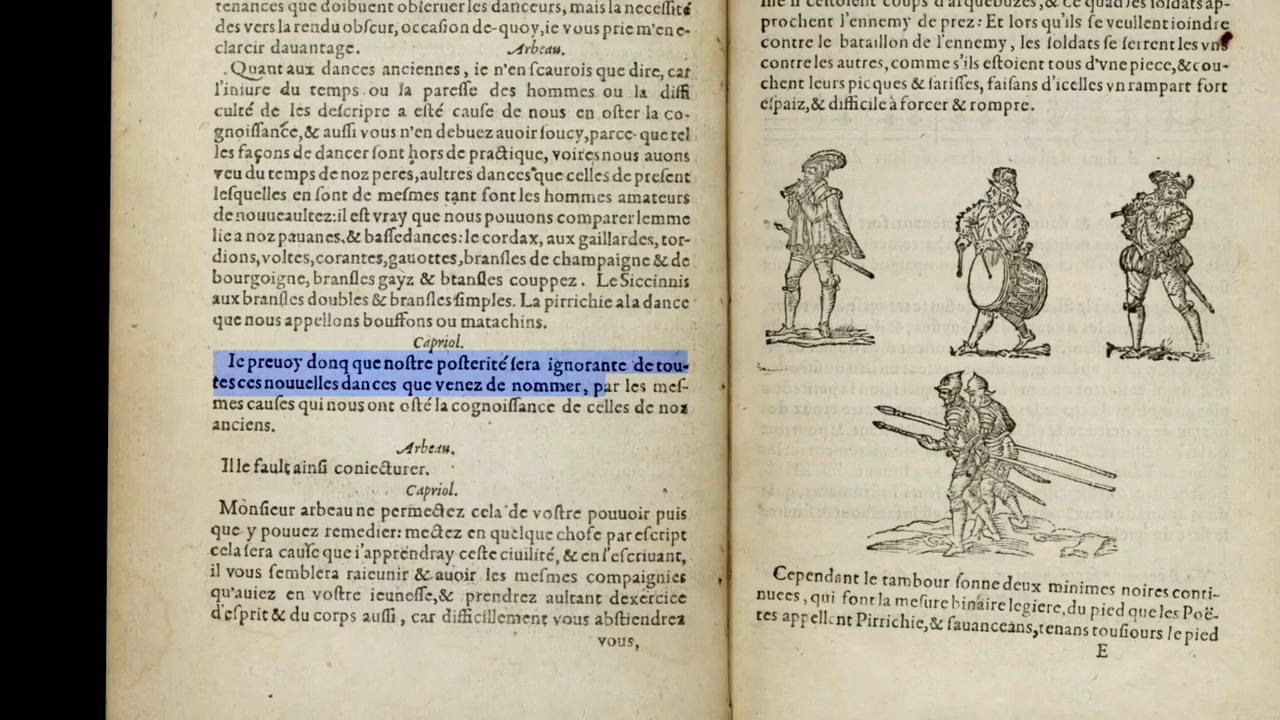 tenances que doibuent obſeruer les danceurs, mais la neceſſité
des vers la rendu obſcur, occaſion de-quoy, ie vous prie m'en e-
clarcir dauantage.
Arbeau.
Quant aux dances anciennes, ie n'en ſcaurois que dire, car
l'iniure du temps ou la pareſſe des hommes ou la diffi
culté de les deſcripre a eſté cauſe de nous en oſter la co-
gnoiſſance, & auſſi vous n'en debuez auoir ſoucy, parce-que tel
les façons de dancer ſont hors de practique, voires nous auons
veu du temps de noz peres, aultres dances que celles de preſent
leſquelles en ſont de meſmes tant ſont les hommes amateurs
de nouueaultez: il eſt vray que nous pouuons comparer lemme
lie a noz pauanes, & baſſedances: le cordax, aux gaillardes, tor-
dions, voltes, corantes, gauottes, branſles de champaigne & de
bourgoigne, branſles gayz & btanſles couppez. Le Siccinnis
aux branſles doubles & branſles ſimples. La pirrichie a la dance
que nous appellons bouffons ou matachins.
Capriol.
Ie preuoy donq que noſtre poſterité ſera ignorante de tou-
tes ces nouuelles dances que venez de nommer, par les meſ-
mes cauſes qui nous ont oſté la cognoiſſance de celles de noz
anciens.
Arbeau.
Il le fault ainſi coniecturer.
Capriol.
Monſieur arbeau ne permectez cela de voſtre pouuoir puis
que y pouuez remedier: mectez en quelque choſe par eſcript
cela ſera cauſe que i'apprendray ceſte ciuilité, & en l'eſcriuant,
il vous ſemblera raieunir & auoir les meſmes compaignies
qu'auiez en voſtre ieuneſſe, & prendrez aultant dexercice
d'eſprit & du corps auſſi, car difficillement vous abſtiendrez
vous,
coups d'arquebuzes, & ce quad les ſoldats ap-
prochent l'ennemy de prez: Et lors qu'ils ſe veullent ioindre
contre le bataillon de l'ennemy, les ſoldats ſe ſerrent les vns
contre les autres, comme s'ils eſtoient tous d'vne piece, & cou-
chent leurs picques & ſariſſes, faiſans d'icelles vn rampart fort
eſpaiz, & difficile à forcer & rompre.
Cependant le tambour ſonne deux minimes noires conti-
nuees, qui font la meſure binaire legiere, du pied que les Poë-
tes appellent Pirrichie, & ſauanceans, tenans touſiours le pied
E